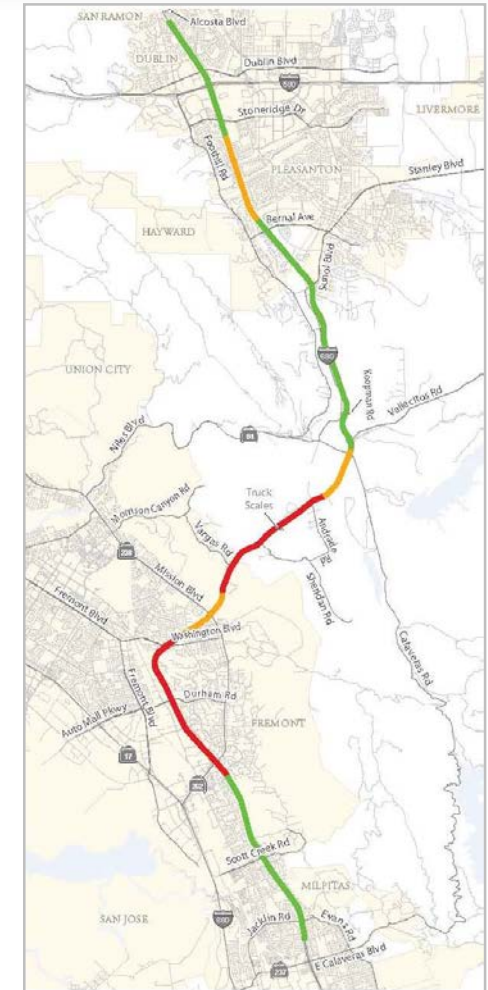 SAN RAMON
Alcosta Blvd
DUBLIN
Dublin Blvd
580
Stoneridge Dr
LIVERMORE
Foothill Rd
PLEASANTON
Stanley Blvd
Bernal Ave
HAYWARD
Sunol Blvd
680
UNION CITY
Koopman Rd
Vallecitos Rd
Niles Blvd
84
Truck
Scales
Morrison Canyon Rd
Vargas Rd
Andrade Rd
238
Mission Blvd
Sheridan Rd
Fremont Blvd
Washington Blvd
Calaveras Rd
Fremont Blvd
Durham Rd
Auto Mall Pkwy
FREMONT
17
262
Scott Creek Rd
MILPITAS
SAN JOSE
Jacklin Rd
Evans Rd
880
E Calaveras Blvd
237